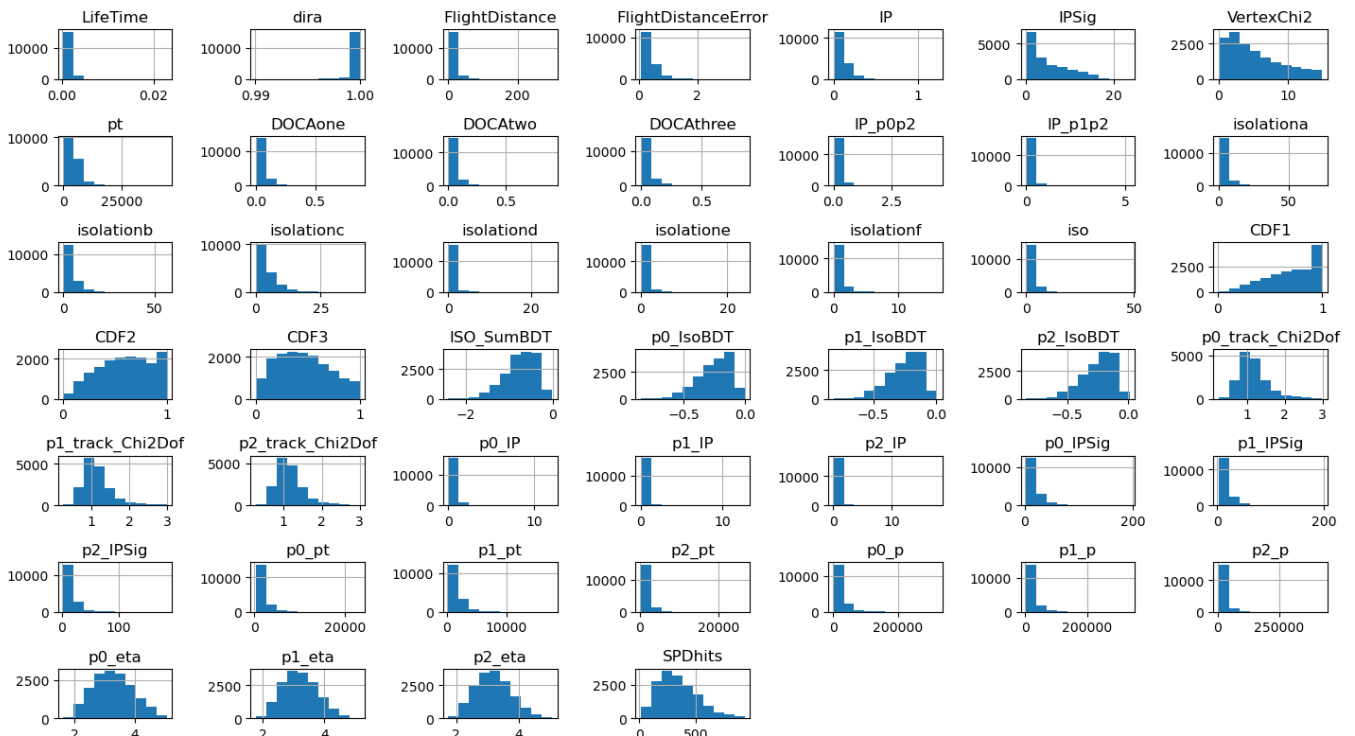 LifeTime dira FlightDistance FlightDistanceError IP IPSig VertexChi2
10000 0 0.00 0.02 10000 0 0.99 1.00 10000 0 0 200 10000 0 0 2 10000 0 0 1 5000 0 0 20 2500 0 0 10
pt DOCAone DOCAtwo DOCAthree IP_p0p2 IP_p1p2 isolationa
10000 0 0 25000 10000 0 0.0 0.5 10000 0 0.0 0.5 10000 0 0.0 0.5 10000 0 0.0 2.5 10000 0 0 5 10000 0 0 50
isolationb isolationc isolationd isolatione isolationf iso CDF1
10000 0 0 50 10000 0 0 25 10000 0 0 20 10000 0 0 20 10000 0 0 10 10000 0 0 50 2500 0 0 1
CDF2 CDF3 ISO_SumBDT p0_IsoBDT p1_IsoBDT p2_IsoBDT p0_track_Chi2Dof
2000 0 0 1 2000 0 0 1 2500 0 −2 0 2500 0 −0.5 0.0 2500 0 −0.5 0.0 2500 0 −0.5 0.0 5000 0 1 2 3
p1_track_Chi2Dof p2_track_Chi2Dof p0_IP p1_IP p2_IP p0_IPSig p1_IPSig
5000 0 1 2 3 5000 0 1 2 3 10000 0 0 10 10000 0 0 10 10000 0 0 10 10000 0 0 200 10000 0 0 200
p2_IPSig p0_pt p1_pt p2_pt p0_p p1_p p2_p
10000 0 0 100 10000 0 0 20000 10000 0 0 10000 10000 0 0 20000 10000 0 0 200000 10000 0 0 200000 10000 0 0 250000
p0_eta p1_eta p2_eta SPDhits
2500 0 2 4 2500 0 2 4 2500 0 2 4 2500 0 0 500